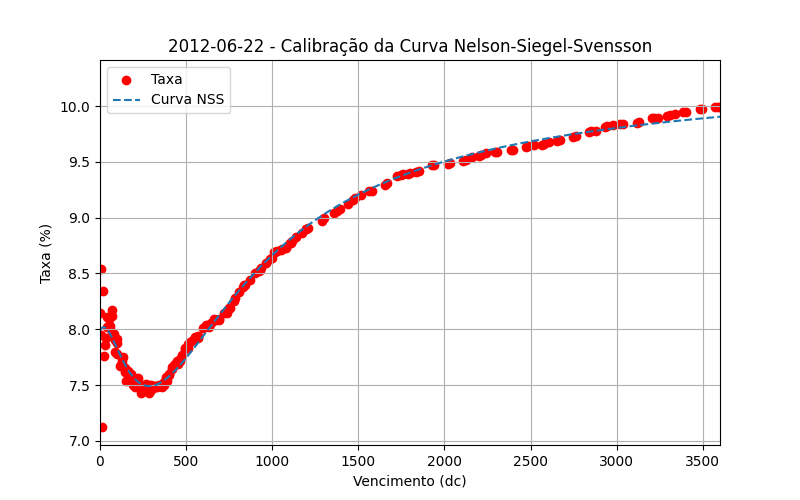 2012-06-22 - Calibração da Curva Nelson-Siegel-Svensson
Taxa
Curva NSS
Taxa (%)
10.0
9.5
9.0
8.5
8.0
7.5
7.0
0 500 1000 1500 2000 2500 3000 3500
Vencimento (dc)